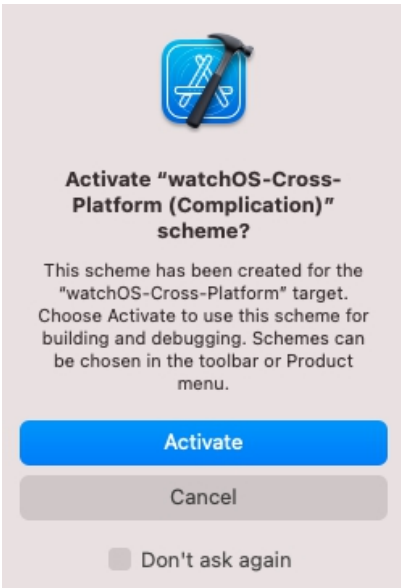 Activate “watchOS-Cross-
Platform (Complication)”
scheme?
This scheme has been created for the
“watchOS-Cross-Platform” target.
Choose Activate to use this scheme for
building and debugging. Schemes can
be chosen in the toolbar or Product
menu.
Activate
Cancel
Don't ask again